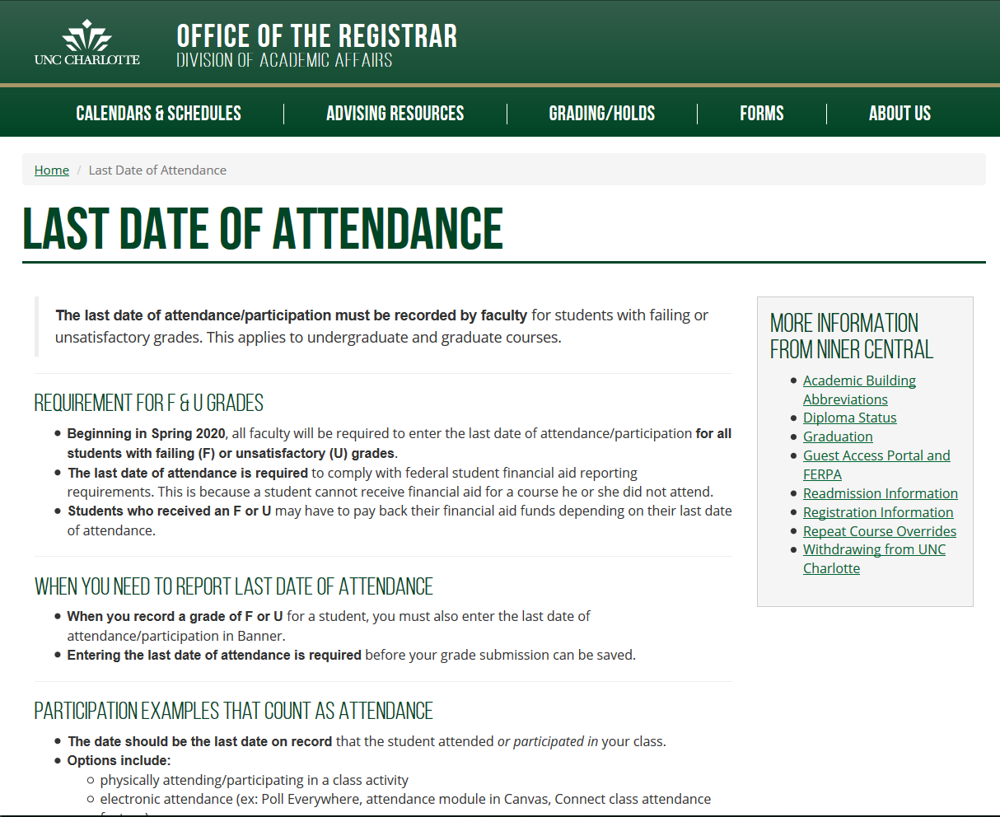 UNC CHARLOTTE
OFFICE OF THE REGISTRAR
DIVISION OF ACADEMIC AFFAIRS
CALENDARS & SCHEDULES
ADVISING RESOURCES
GRADING/HOLDS
FORMS
ABOUT US
Home / Last Date of Attendance
LAST DATE OF ATTENDANCE
The last date of attendance/participation must be recorded by faculty for students with failing or
unsatisfactory grades. This applies to undergraduate and graduate courses.
REQUIREMENT FOR F & U GRADES
• Beginning in Spring 2020, all faculty will be required to enter the last date of attendance/participation for all
students with failing (F) or unsatisfactory (U) grades.
• The last date of attendance is required to comply with federal student financial aid reporting
requirements. This is because a student cannot receive financial aid for a course he or she did not attend.
• Students who received an F or U may have to pay back their financial aid funds depending on their last date
of attendance.
WHEN YOU NEED TO REPORT LAST DATE OF ATTENDANCE
• When you record a grade of F or U for a student, you must also enter the last date of
attendance/participation in Banner.
• Entering the last date of attendance is required before your grade submission can be saved.
PARTICIPATION EXAMPLES THAT COUNT AS ATTENDANCE
• The date should be the last date on record that the student attended or participated in your class.
• Options include:
○ physically attending/participating in a class activity
○ electronic attendance (ex: Poll Everywhere, attendance module in Canvas, Connect class attendance
MORE INFORMATION
FROM NINER CENTRAL
• Academic Building
Abbreviations
• Diploma Status
• Graduation
• Guest Access Portal and
FERPA
• Readmission Information
• Registration Information
• Repeat Course Overrides
• Withdrawing from UNC
Charlotte